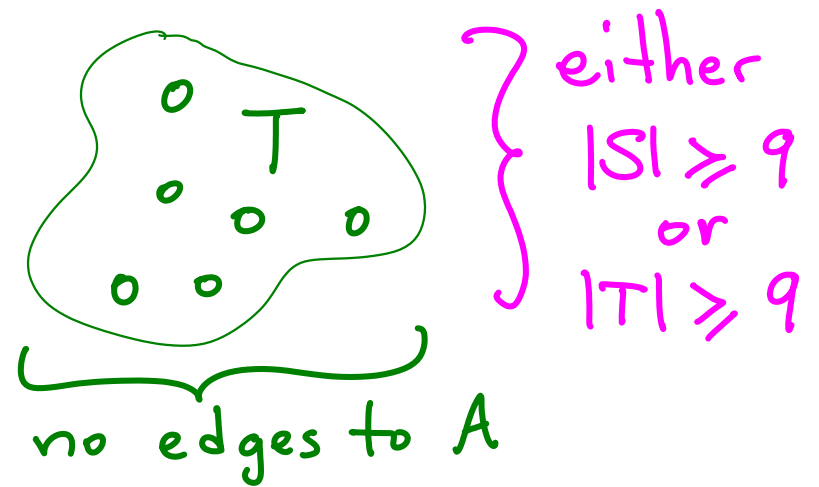 T
no edges to A
either
|S| ⩾ 9
or
|T| ⩾ 9